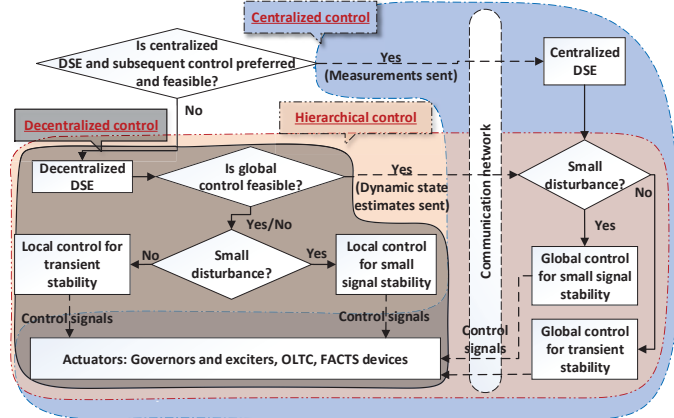 Centralized control
Is centralized
DSE and subsequent control preferred
and feasible?
Yes
(Measurements sent)
Centralized
DSE
No
Decentralized control
Hierarchical control
Communication network
Decentralized
DSE
Is global
control feasible?
Yes
(Dynamic state
estimates sent)
Small
disturbance?
No
Yes/No
Yes
Local control for
transient
stability
No
Small
disturbance?
Yes
Local control
for small
signal stability
Global control
for small signal
stability
Control signals
Control signals
Control
signals
Global control
for transient
stability
Actuators: Governors and exciters, OLTC, FACTS devices